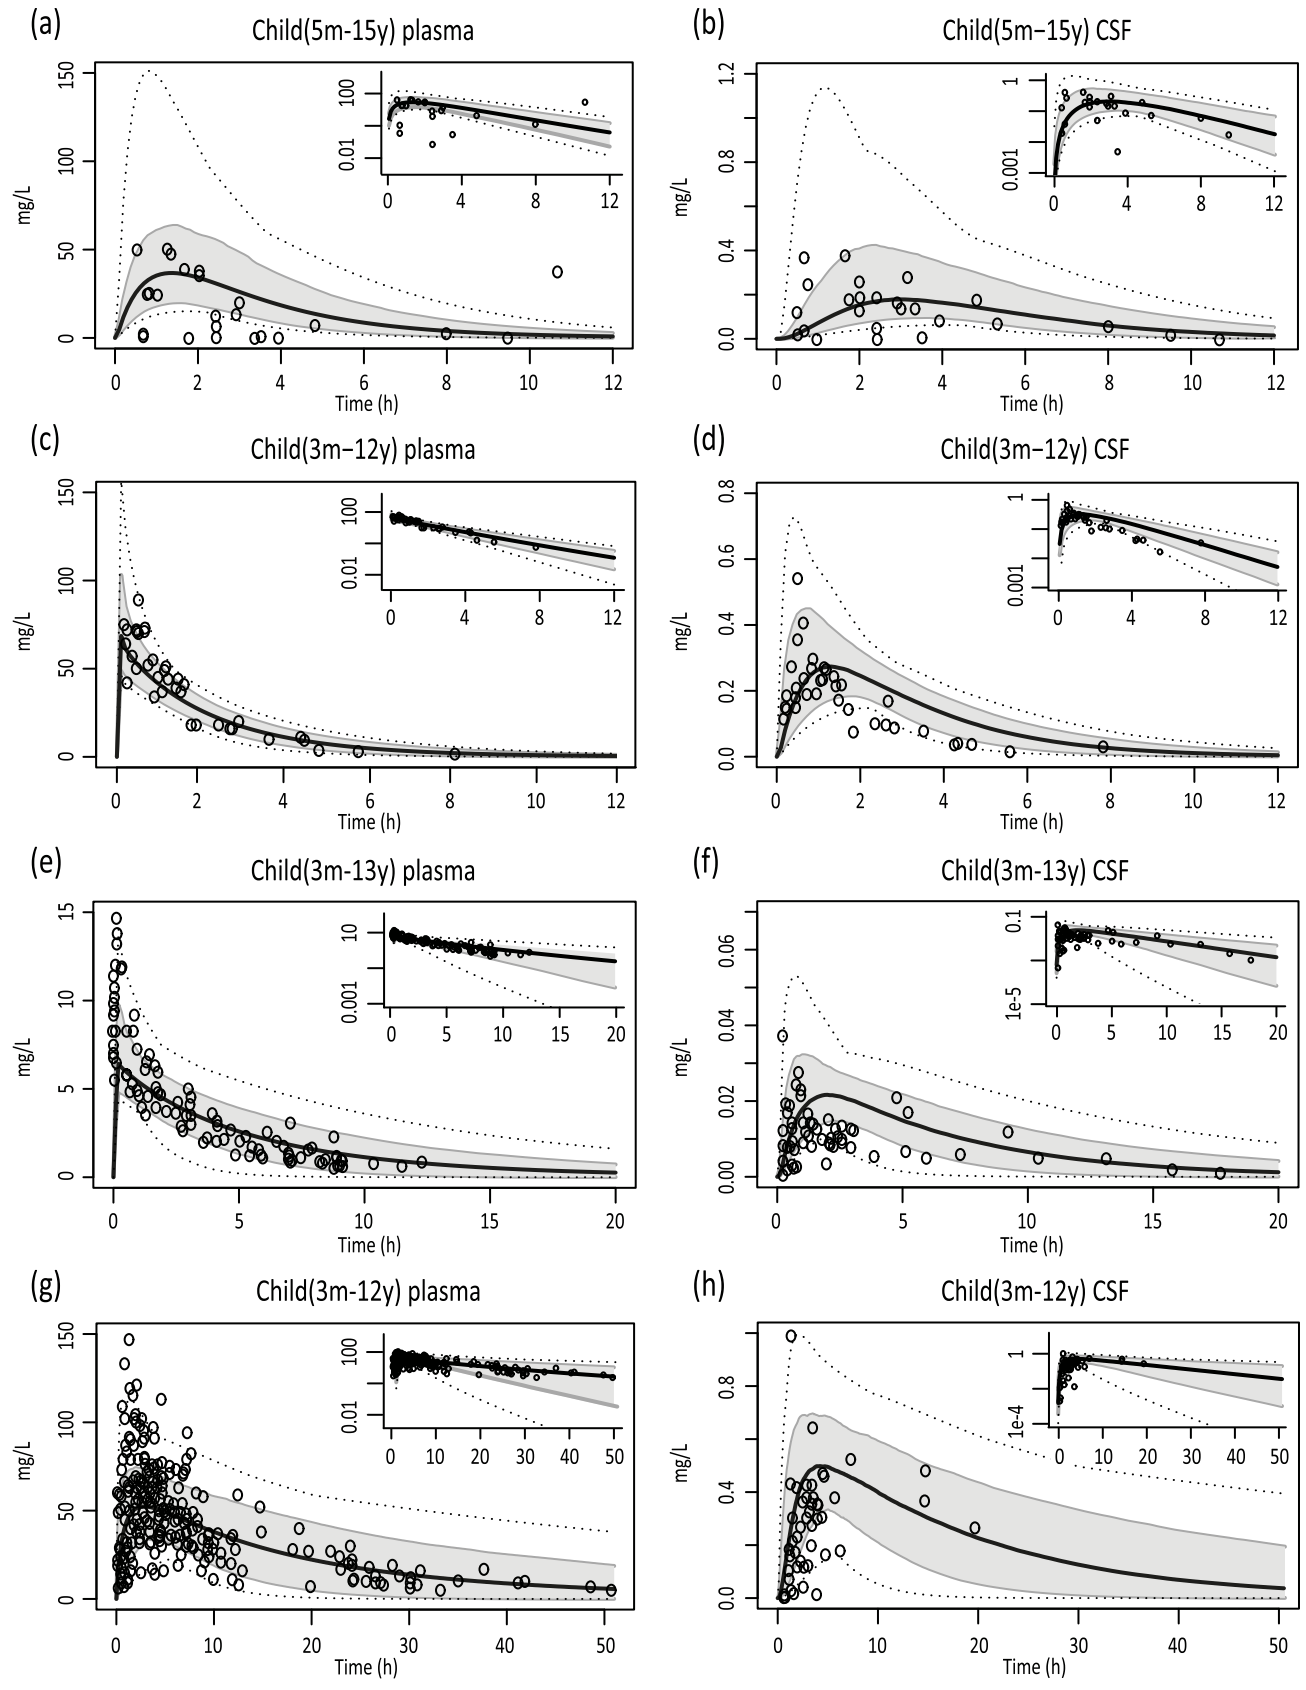 (a)
Child(5m-15y) plasma
mg/L
150
100
50
0
100
0.01
0 4 8 12
0 2 4 6 8 10 12
Time (h)
(b)
Child(5m−15y) CSF
mg/L
1.2
0.8
0.4
0.0
1
0.001
0 4 8 12
0 2 4 6 8 10 12
Time (h)
(c)
Child(3m−12y) plasma
mg/L
150
100
50
0
100
0.01
0 4 8 12
0 2 4 6 8 10 12
Time (h)
(d)
Child(3m−12y) CSF
mg/L
0.8
0.6
0.4
0.2
0.0
1
0.001
0 4 8 12
0 2 4 6 8 10 12
Time (h)
(e)
Child(3m-13y) plasma
mg/L
15
10
5
0
10
0.001
0 5 10 15 20
0 5 10 15 20
Time (h)
(f)
Child(3m-13y) CSF
mg/L
0.06
0.04
0.02
0.00
0.1
1e-5
0 5 10 15 20
0 5 10 15 20
Time (h)
(g)
Child(3m-12y) plasma
mg/L
150
100
50
0
100
0.01
0 10 20 30 40 50
0 10 20 30 40 50
Time (h)
(h)
Child(3m-12y) CSF
mg/L
0.8
0.4
0.0
1
1e-4
0 10 20 30 40 50
0 10 20 30 40 50
Time (h)